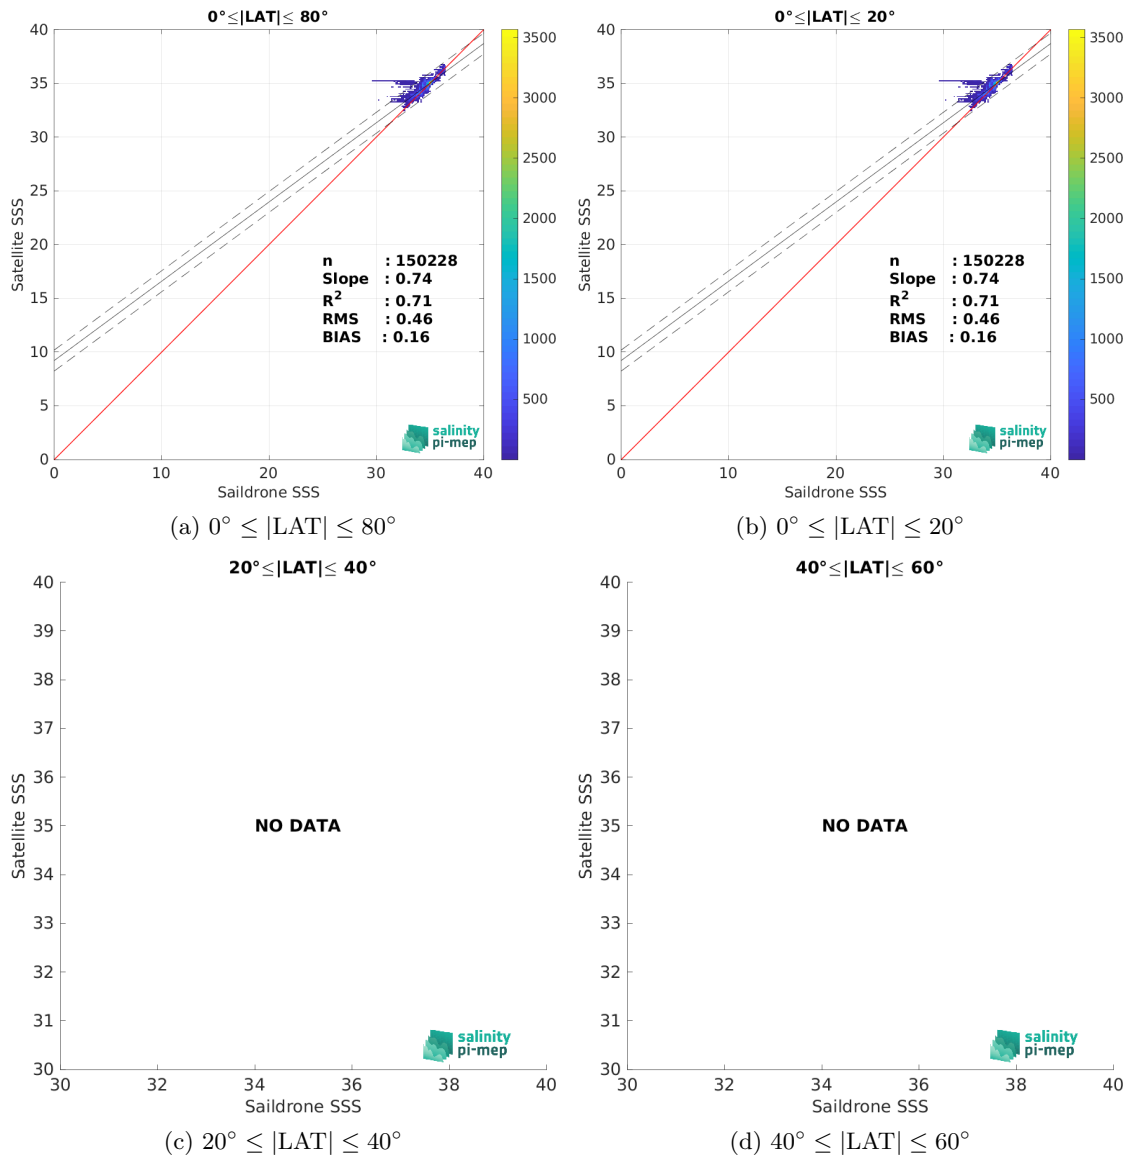 0°≤|LAT|≤ 80°
40
35
30
25
20
15
10
5
0
Satellite SSS
n : 150228
Slope : 0.74
R² : 0.71
RMS : 0.46
BIAS : 0.16
salinity
pi-mep
0 10 20 30 40
Saildrone SSS
3500
3000
2500
2000
1500
1000
500
(a) 0° ≤ |LAT| ≤ 80°
0°≤|LAT|≤ 20°
40
35
30
25
20
15
10
5
0
Satellite SSS
n : 150228
Slope : 0.74
R² : 0.71
RMS : 0.46
BIAS : 0.16
salinity
pi-mep
0 10 20 30 40
Saildrone SSS
3500
3000
2500
2000
1500
1000
500
(b) 0° ≤ |LAT| ≤ 20°
20°≤|LAT|≤ 40°
40
39
38
37
36
35
34
33
32
31
30
Satellite SSS
NO DATA
salinity
pi-mep
30 32 34 36 38 40
Saildrone SSS
(c) 20° ≤ |LAT| ≤ 40°
40°≤|LAT|≤ 60°
40
39
38
37
36
35
34
33
32
31
30
Satellite SSS
NO DATA
salinity
pi-mep
30 32 34 36 38 40
Saildrone SSS
(d) 40° ≤ |LAT| ≤ 60°